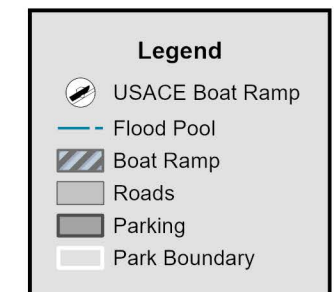 Legend
USACE Boat Ramp
Flood Pool
Boat Ramp
Roads
Parking
Park Boundary